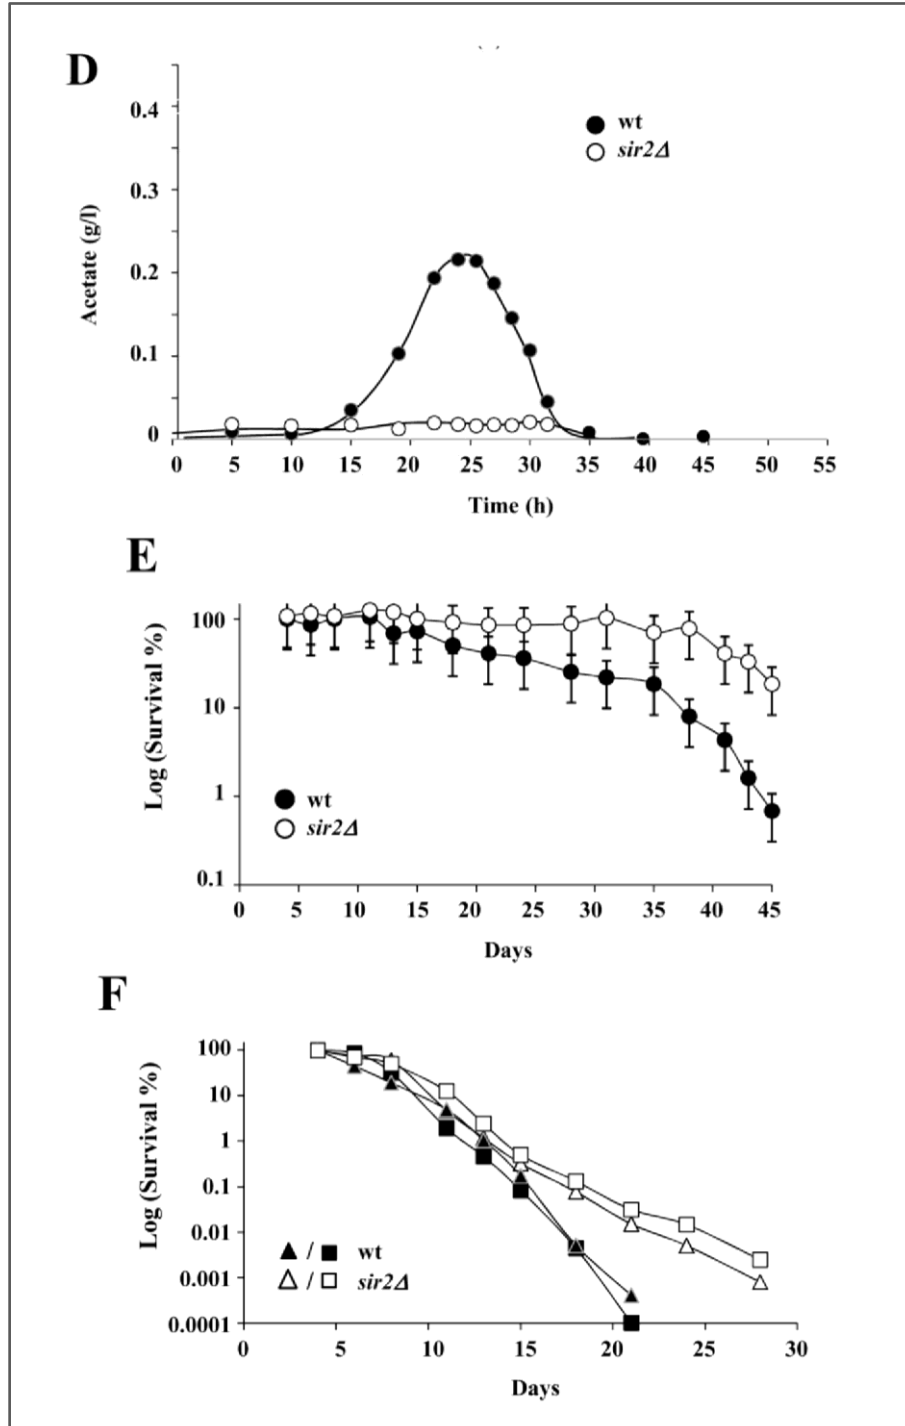 D
0.4
wt
sir2Δ
0.3
Acetate (g/l)
0.2
0.1
0
0 5 10 15 20 25 30 35 40 45 50 55
Time (h)
E
100
Log (Survival %)
10
1
wt
sir2Δ
0.1
0 5 10 15 20 25 30 35 40 45
Days
F
100
10
1
Log (Survival %)
0.1
0.01
/ wt
0.001
/ sir2Δ
0.0001
0 5 10 15 20 25 30
Days